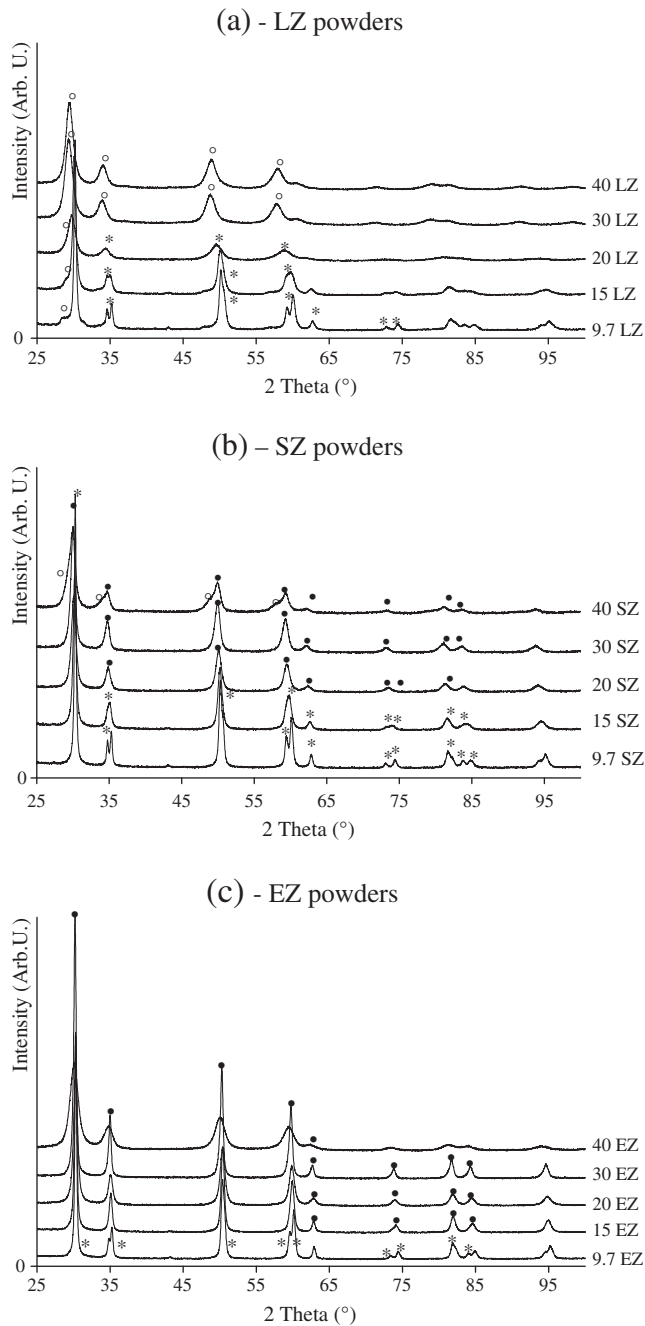 (a) - LZ powders
Intensity (Arb. U.)
40 LZ
30 LZ
20 LZ
15 LZ
9.7 LZ
0
25 35 45 55 65 75 85 95
2 Theta (°)
(b) – SZ powders
Intensity (Arb. U.)
40 SZ
30 SZ
20 SZ
15 SZ
9.7 SZ
0
25 35 45 55 65 75 85 95
2 Theta (°)
(c) - EZ powders
Intensity (Arb.U.)
40 EZ
30 EZ
20 EZ
15 EZ
9.7 EZ
0
25 35 45 55 65 75 85 95
2 Theta (°)